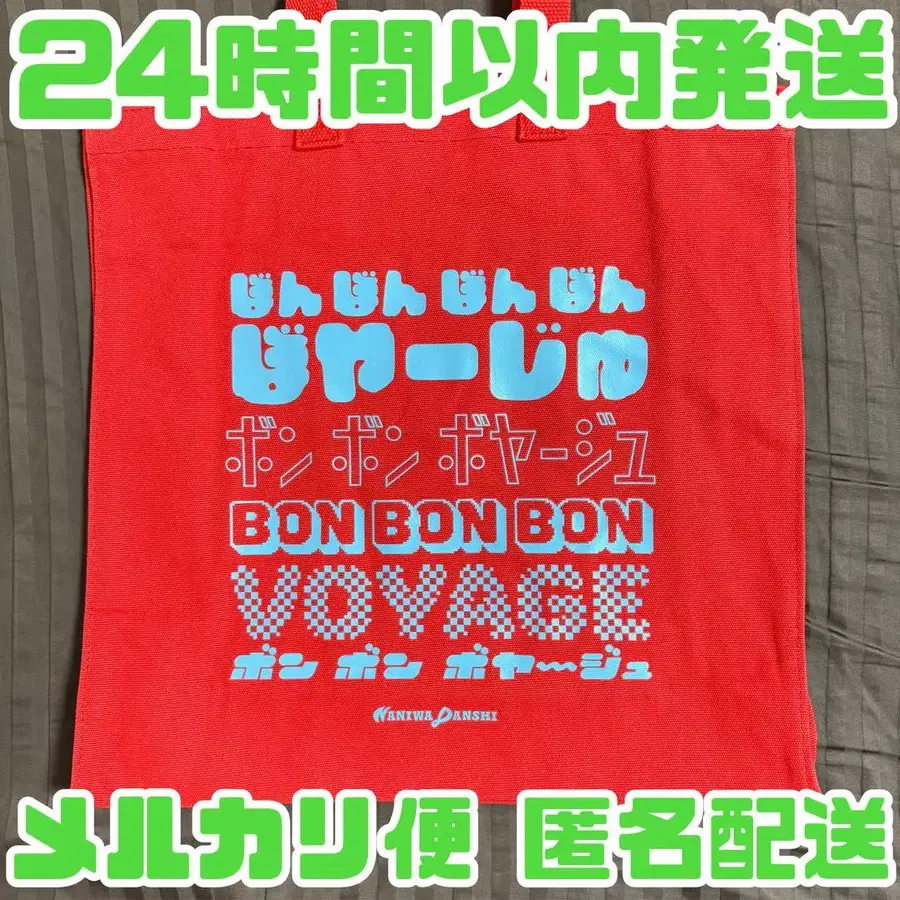 24時間以内発送
ぼん ぼん ぼん ぼん
ぼやーじゅ
ボン ボン ボヤージュ
BON BON BON
VOYAGE
ボン ボン ボヤ〜ジュ
NANIWA DANSHI
メルカリ便 匿名配送